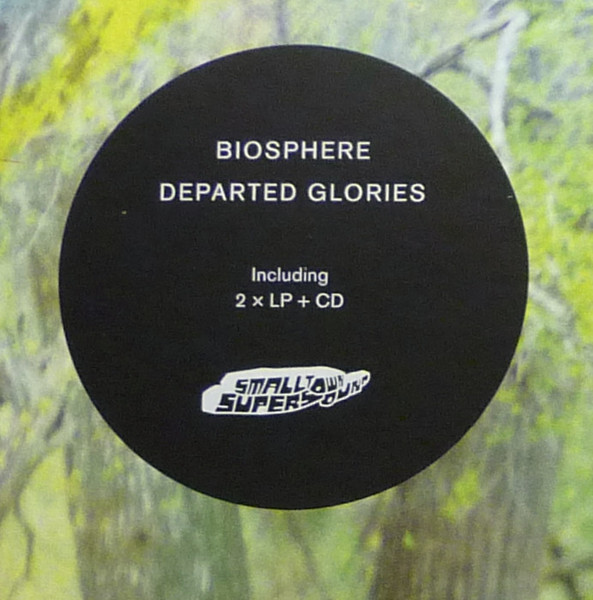 BIOSPHERE
DEPARTED GLORIES
Including
2 × LP + CD
SMALLTOWN
SUPERSOUND